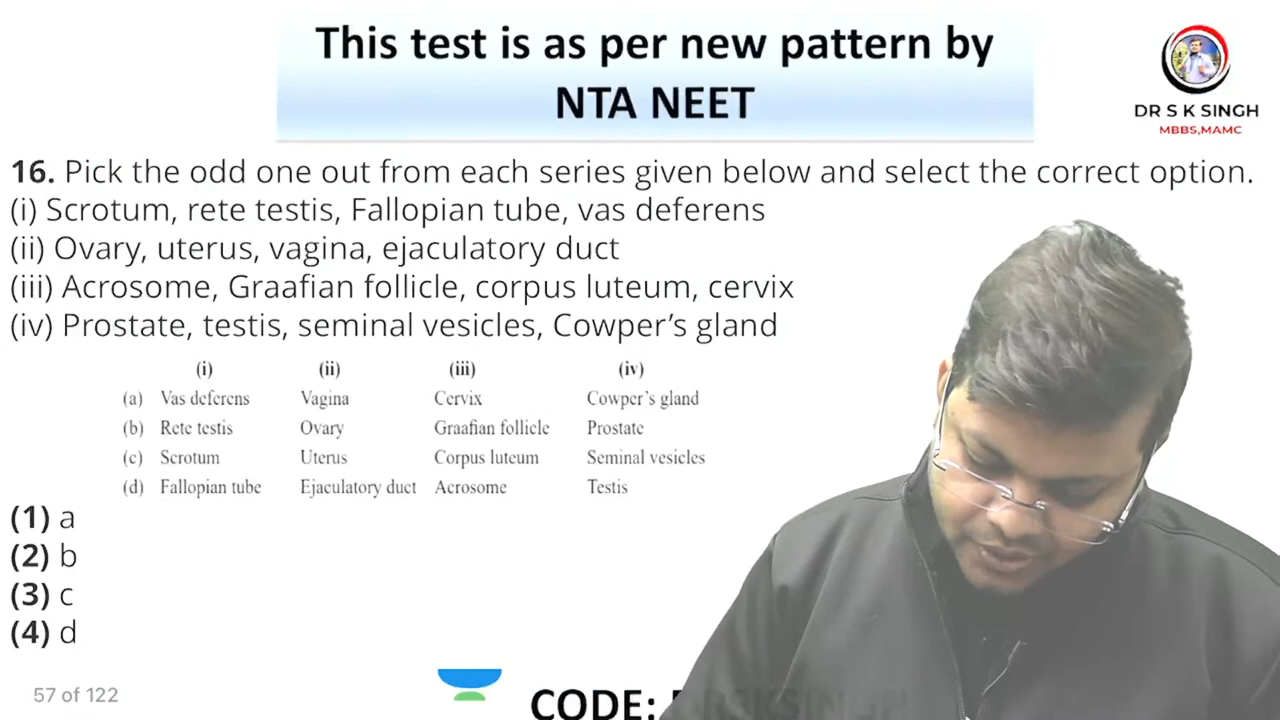 This test is as per new pattern by
NTA NEET
DR S K SINGH
MBBS,MAMC
16. Pick the odd one out from each series given below and select the correct option.
(i) Scrotum, rete testis, Fallopian tube, vas deferens
(ii) Ovary, uterus, vagina, ejaculatory duct
(iii) Acrosome, Graafian follicle, corpus luteum, cervix
(iv) Prostate, testis, seminal vesicles, Cowper’s gland
(i) (ii) (iii) (iv)
(a) Vas deferens Vagina Cervix Cowper’s gland
(b) Rete testis Ovary Graafian follicle Prostate
(c) Scrotum Uterus Corpus luteum Seminal vesicles
(d) Fallopian tube Ejaculatory duct Acrosome Testis
(1) a
(2) b
(3) c
(4) d
57 of 122
CODE: